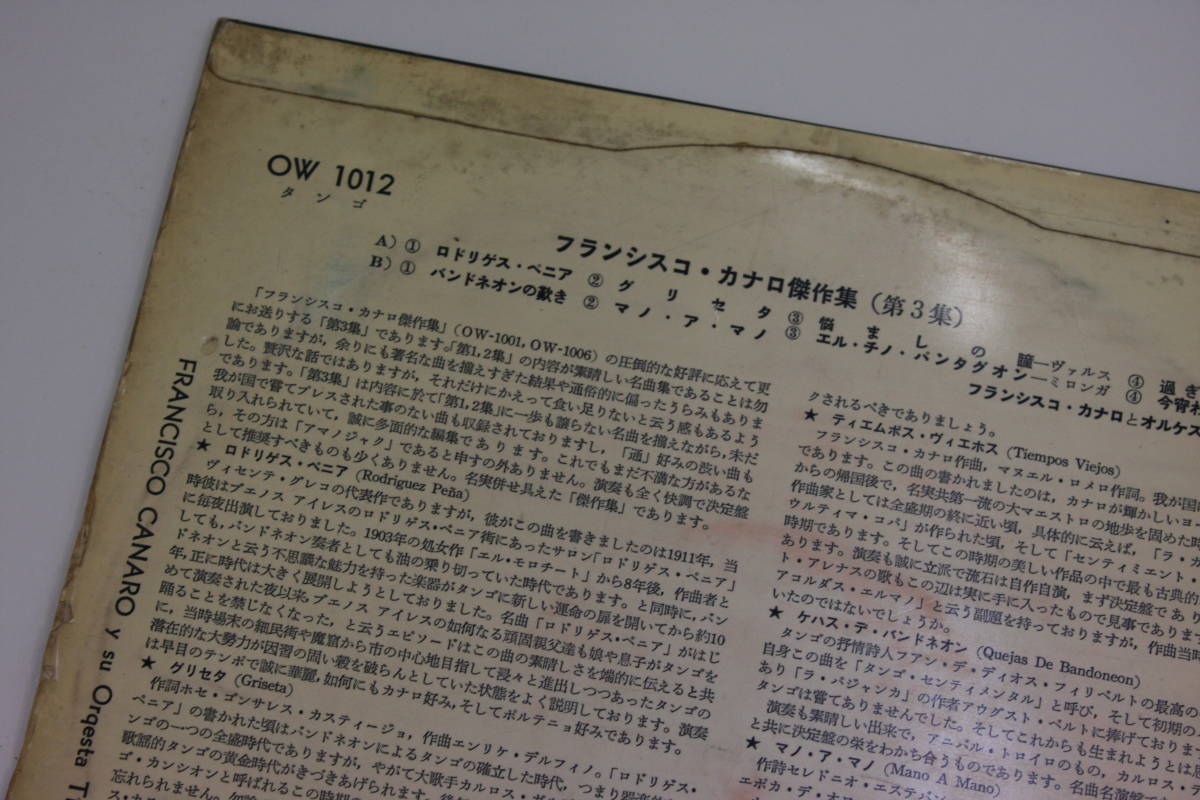 OW 1012
タンゴ
フランシスコ・カナロ傑作集（第3集）
A）① ロドリゲス・ペニア ② グリセタ ③ 悩ましの瞳—ヴァルス ④ 過ぎ
B）① バンドネオンの歎き ② マノ・ア・マノ ③ エル・チノ・パンタグオン—ミロンガ ④ 今宵
フランシスコ・カナロとオルケス
「フランシスコ・カナロ傑作集」(OW-1001, OW-1006) の圧倒的な好評に応えて更
にお送りする「第3集」であります。「第1,2集」の内容が素晴しい名曲集であることは勿
論でありますが，余りにも著名な曲を揃えすぎた結果や通俗的に偏ったうらみもありま
した。贅沢な話ではありますが，それだけにかえって食い足りないと云う感もあるよう
であります。「第3集」は内容に於て「第1,2集」に一歩も譲らない名曲を揃えながら，未だ
我が国で嘗てプレスされた事のない曲も収録されておりますし，「通」好みの渋い曲も
取り入れられていて，誠に多面的な編集であります。これでもまだ不満な方があるな
ら，その方は「アマノジャク」であると申すの外ありません。演奏も全く快調で決定盤
として推奨すべきものも少くありません。名実併せ具えた「傑作集」であります。
★ ロドリゲス・ペニア (Rodriguez Peña)
ヴィセンテ・グレコの代表作でありますが，彼がこの曲を書きましたのは1911年，当
時彼はブエノス アイレスのロドリゲス・ペニア街にあったサロン「ロドリゲス・ペニア」
に毎夜出演しておりました。1903年の処女作「エル・モロチート」から8年後，作曲者と
しても，バンドネオン奏者としても油の乗り切っていた時代であります。と同時に，バン
ドネオンと云う不思議な魅力を持った楽器がタンゴに新しい運命の扉を開いてから約10
年，正に時代は大きく展開しようとしておりました。名曲「ロドリゲス・ペニア」がはじ
めて演奏された夜以来，ブエノス アイレスの如何なる頑固親父達も娘や息子がタンゴを
踊ることを禁じなくなった，と云うエピソードはこの曲の素晴しさを端的に伝えると共
に，当時場末の細民街や魔窟から市の中心地目指して浸々と進出しつつあったタンゴの
潜在的な大勢力が因習の固い殻を破らんとしていた状態をよく説明しております。演奏
は早目のテンポで誠に華麗，如何にもカナロ好み，そしてポルテニョ好みであります。
★ グリセタ (Griseta)
作詞ホセ・ゴンサレス・カスティージョ，作曲エンリケ・デルフィノ。「ロドリゲス・
ペニア」の書かれた頃はバンドネオンによるタンゴの確立した時代，つまり器楽的
ンゴの一つの全盛時代でありますが，やがて大歌手カルロス・ガル
歌謡的タンゴの黄金時代がきづきあげられます。
ゴ・カンシオンと呼ばれるこの時期の
忘れられません。
クされるべきでありましょう。
★ ティエムポス・ヴィエホス (Tiempos Viejos)
フランシスコ・カナロ作曲，マヌエル・ロメロ作詞。我が国
であります。この曲の書かれましたのは，カナロが輝かしいヨ
からの帰国後で，名実共第一流の大マエストロの地歩を固めた時
作曲家としては全盛期の終に近い頃，具体的に云えば，「ラ・
ウルティマ・コパ」が作られた頃，そして「センティミエント・
時期であります。そしてこの時期の美しい作品の中で最も古典的
あります。演奏も誠に立派で流石は自作自演，まず決定盤であり
ト・アレナスの歌もこの辺は実に手に入ったもので見事でありま
アコルダス・エルマノ」と云う副題を持っておりますが，作曲当時
いたのではないでしょうか。
★ ケハス・デ・バンドネオン (Quejas De Bandoneon)
タンゴの抒情詩人フアン・デ・ディオス・フィリベルトの最高の
自身この曲を「タンゴ・センティメンタル」と呼び，そして初期の
あり「ラ・パジャンカ」の作者アウグスト・ベルトに捧げておりま
タンゴは嘗てありませんでした。そしてこれからも生まれようとは
演奏も素晴しい出来で，アニバル・トロイロのもの，カルロス・
と共に決定盤の栄をわかち合うものであります。名曲名演盤で
★ マノ・ア・マノ (Mano A Mano)
作詩セレドニオ・エステバン
エポカ・デ・オ
FRANCISCO CANARO y su Orqesta T